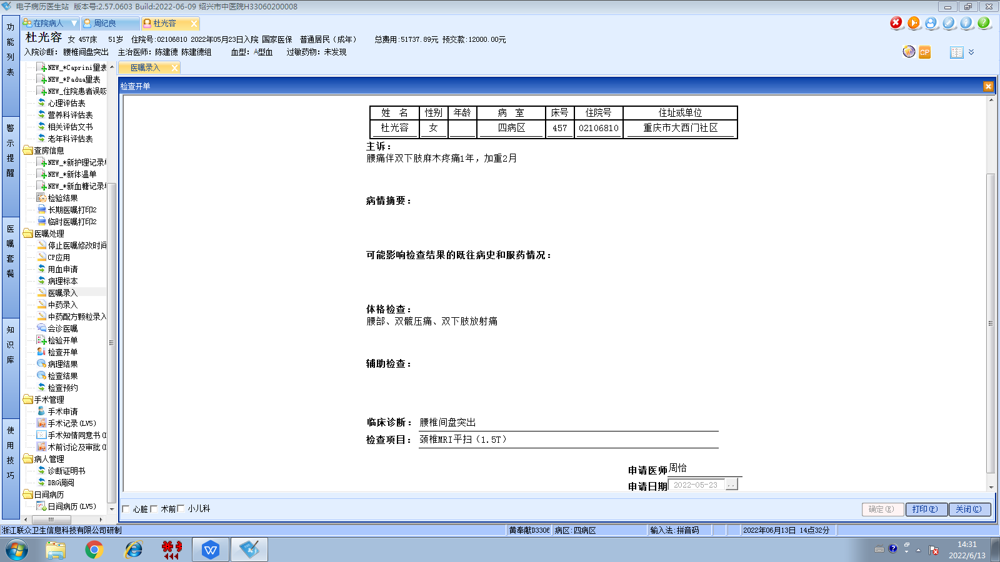 电子病历医生站 版本号:2.57.0603 Build:2022-06-09 绍兴市中医院H33060200008
在院病人
周纪良
杜光容
杜光容 女 457床 51岁 住院号:02106810 2022年05月23日入院 国家医保 普通居民（成年） 总费用:51737.89元 预交款:12000.00元
入院诊断: 腰椎间盘突出 主治医师: 陈建德 陈建德组 血型: A型血 过敏药物: 未发现
CP
功能列表
警示提醒
医嘱套餐
知识库
使用技巧
NEW_*Caprini量表
NEW_*Padua量表
NEW_住院患者误吸
心理评估表
营养科评估表
相关评估文书
老年科评估表
查房信息
NEW_*新护理记录单
NEW_*新体温单
NEW_*新血糖记录单
检验结果
长期医嘱打印2
临时医嘱打印2
医嘱处理
停止医嘱修改时间
CP应用
用血申请
病理标本
医嘱录入
中药录入
中药配方颗粒录入
会诊医嘱
检验开单
检查开单
病理结果
检查结果
检查预约
手术管理
手术申请
手术记录(LV5)
手术知情同意书(I
术前讨论及审批(I
病人管理
诊断证明书
DRG调阅
日间病历
日间病历(LV5)
医嘱录入
检查开单
姓 名 性别 年龄 病 室 床号 住院号 住址或单位
杜光容 女 四病区 457 02106810 重庆市大西门社区
主诉：
腰痛伴双下肢麻木疼痛1年，加重2月
病情摘要：
可能影响检查结果的既往病史和服药情况：
体格检查：
腰部、双髋压痛、双下肢放射痛
辅助检查：
临床诊断： 腰椎间盘突出
检查项目： 颈椎MRI平扫（1.5T）
申请医师 周怡
申请日期 2022-05-23 ..
心脏 术前 小儿科
确定(E) 打印(P) 关闭(C)
浙江联众卫生信息科技有限公司研制 黄奉献D3306 病区:四病区 输入法:拼音码 2022年06月13日 14点32分
14:31
2022/6/13